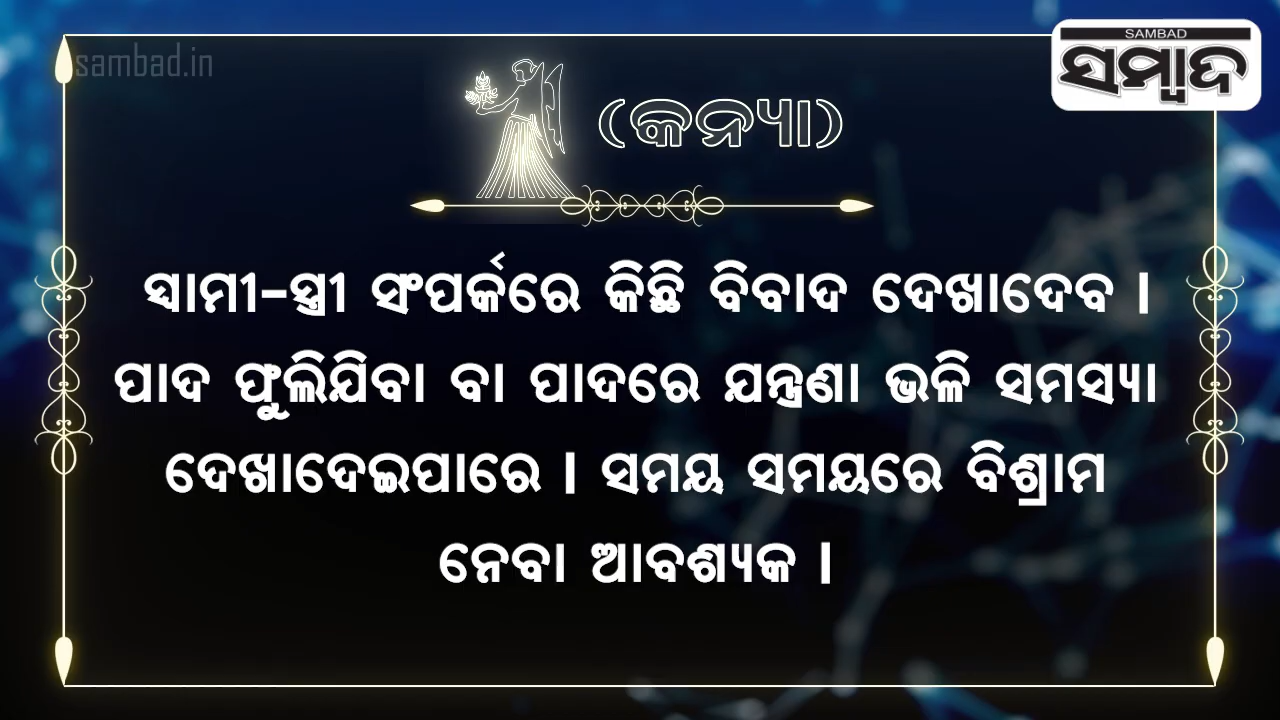 sambad.in
SAMBAD
ସମ୍ବାଦ
(କନ୍ୟା)
ସ୍ୱାମୀ-ସ୍ତ୍ରୀ ସଂପର୍କରେ କିଛି ବିବାଦ ଦେଖାଦେବ ।
ପାଦ ଫୁଲିଯିବା ବା ପାଦରେ ଯନ୍ତ୍ରଣା ଭଳି ସମସ୍ୟା
ଦେଖାଦେଇପାରେ । ସମୟ ସମୟରେ ବିଶ୍ରାମ
ନେବା ଆବଶ୍ୟକ ।